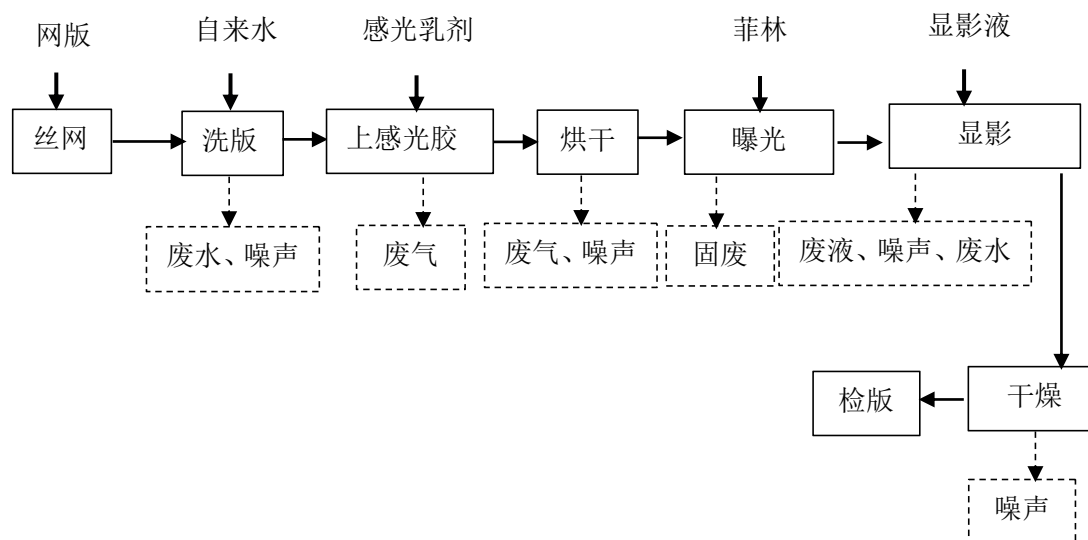 网版
自来水
感光乳剂
菲林
显影液
丝网
洗版
上感光胶
烘干
曝光
显影
废水、噪声
废气
废气、噪声
固废
废液、噪声、废水
检版
干燥
噪声